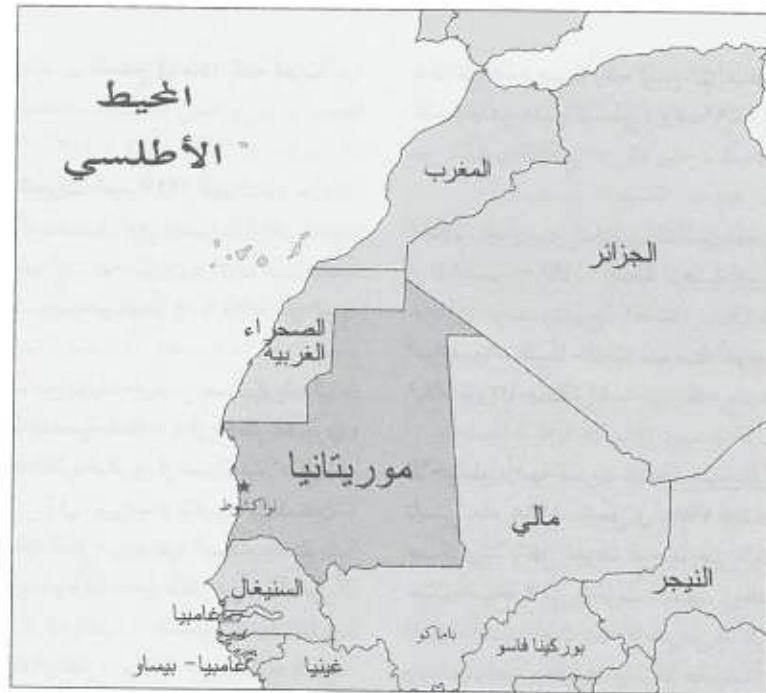 المحيط
الأطلسي
المغرب
الجزائر
الصحراء
الغربية
موريتانيا
نواكشوط
مالي
النيجر
السنيغال
غامبيا
باماكو
بوركينا فاسو
غامبيا - بيساو
غينيا